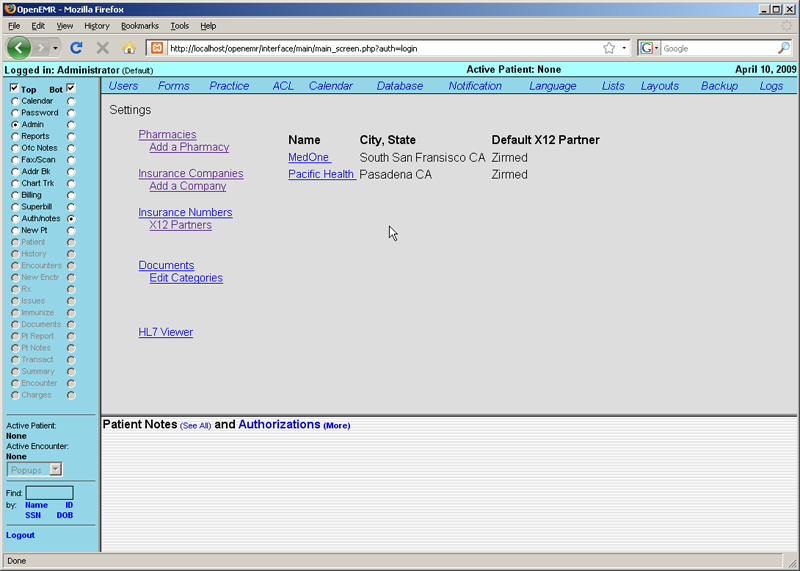 OpenEMR - Mozilla Firefox
File Edit View History Bookmarks Tools Help
http://localhost/openemr/interface/main/main_screen.php?auth=login
Google
Logged in: Administrator (Default)
Active Patient: None
April 10, 2009
Top Bot
Calendar
Password
Admin
Reports
Ofc Notes
Fax/Scan
Addr Bk
Chart Trk
Billing
Superbill
Auth/notes
New Pt
Patient
History
Encounters
New Enctr
Rx
Issues
Immunize
Documents
Pt Report
Pt Notes
Transact
Summary
Encounter
Charges
Active Patient:
None
Active Encounter:
None
Popups
Find:
by: Name ID
SSN DOB
Logout
Users Forms Practice ACL Calendar Database Notification Language Lists Layouts Backup Logs
Settings
Pharmacies
Add a Pharmacy
Insurance Companies
Add a Company
Insurance Numbers
X12 Partners
Documents
Edit Categories
HL7 Viewer
Name City, State Default X12 Partner
MedOne South San Fransisco CA Zirmed
Pacific Health Pasadena CA Zirmed
Patient Notes (See All) and Authorizations (More)
Done